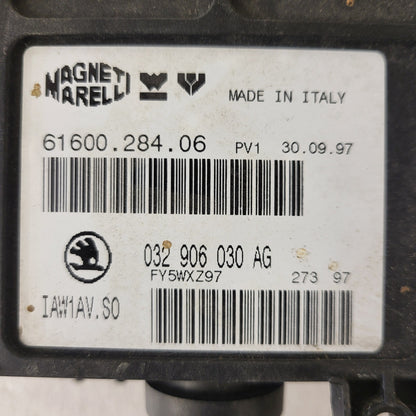 MAGNETI
MARELLI
MADE IN ITALY
61600.284.06 PV1 30.09.97
032 906 030 AG
FY5WXZ97 273 97
IAW1AV.S0